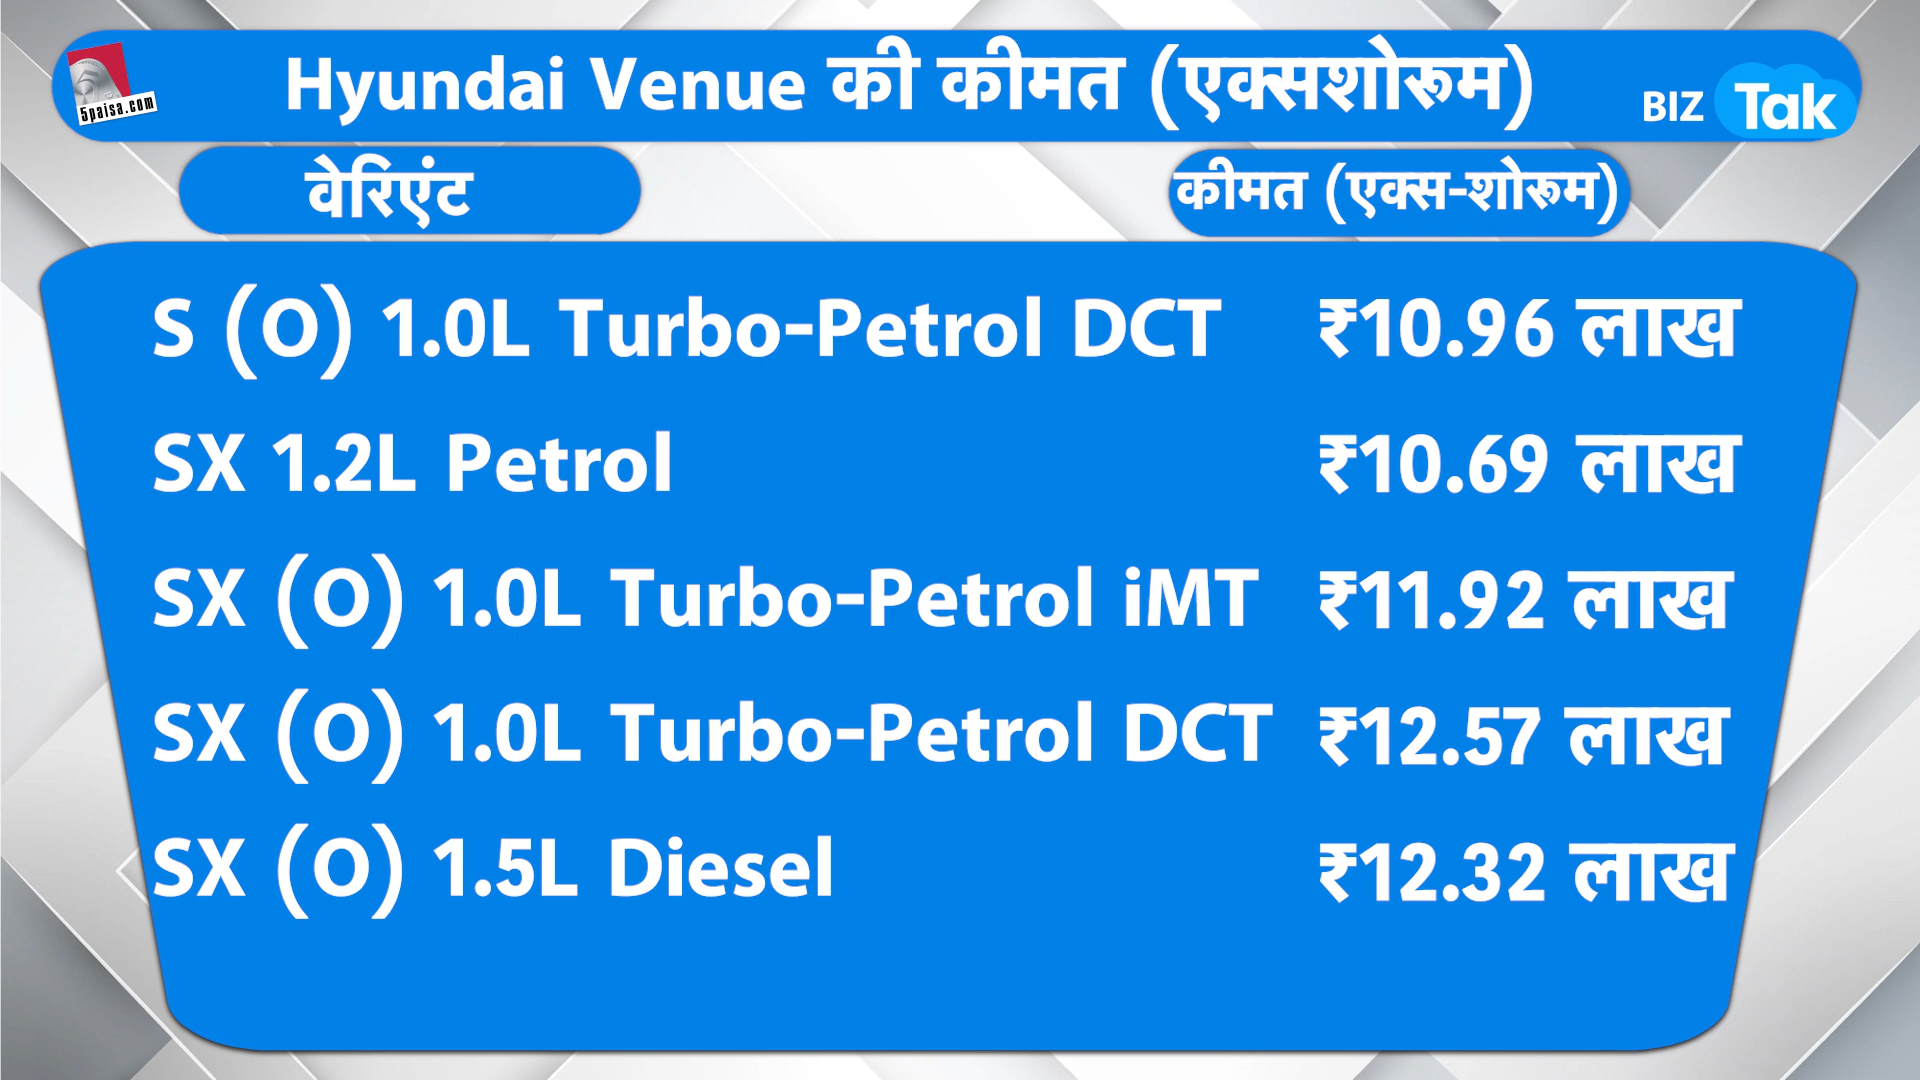 5paisa.com
Hyundai Venue की कीमत (एक्सशोरूम)
BIZ Tak
वेरिएंट कीमत (एक्स-शोरूम)
S (O) 1.0L Turbo-Petrol DCT ₹10.96 लाख
SX 1.2L Petrol ₹10.69 लाख
SX (O) 1.0L Turbo-Petrol iMT ₹11.92 लाख
SX (O) 1.0L Turbo-Petrol DCT ₹12.57 लाख
SX (O) 1.5L Diesel ₹12.32 लाख